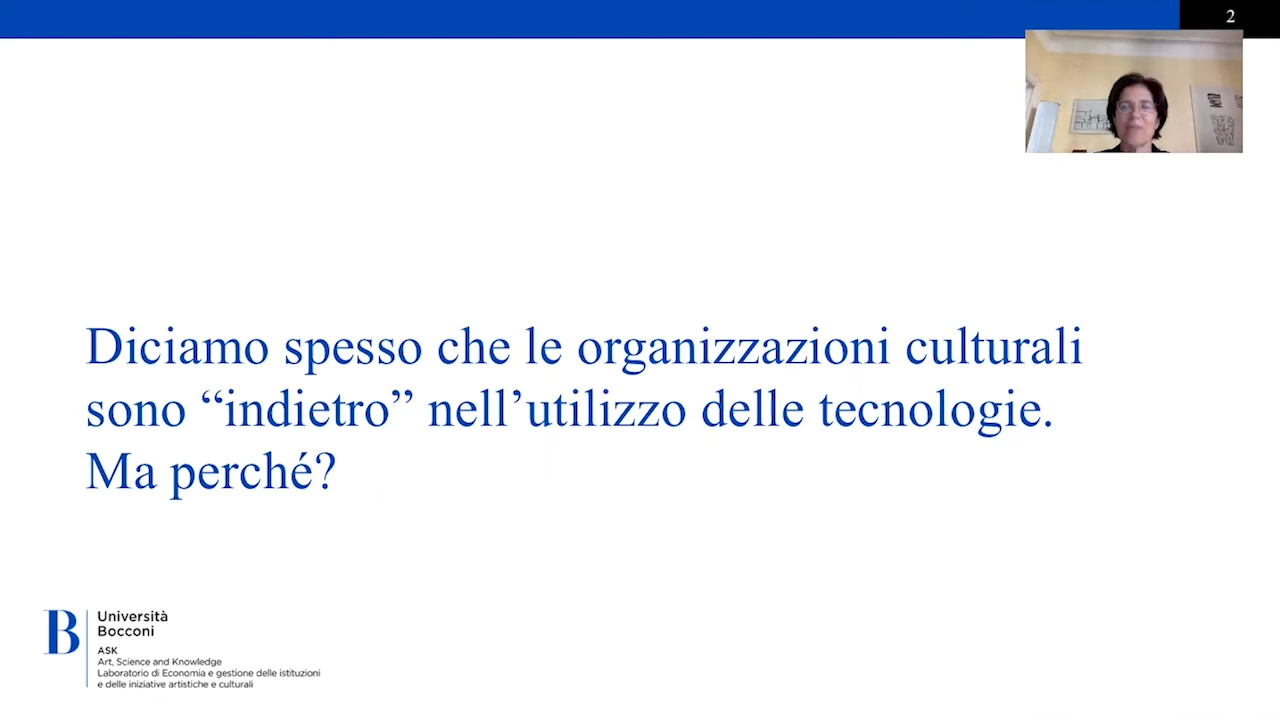 2
Diciamo spesso che le organizzazioni culturali
sono “indietro” nell’utilizzo delle tecnologie.
Ma perché?
B
Università
Bocconi
ASK
Art, Science and Knowledge
Laboratorio di Economia e gestione delle istituzioni
e delle iniziative artistiche e culturali